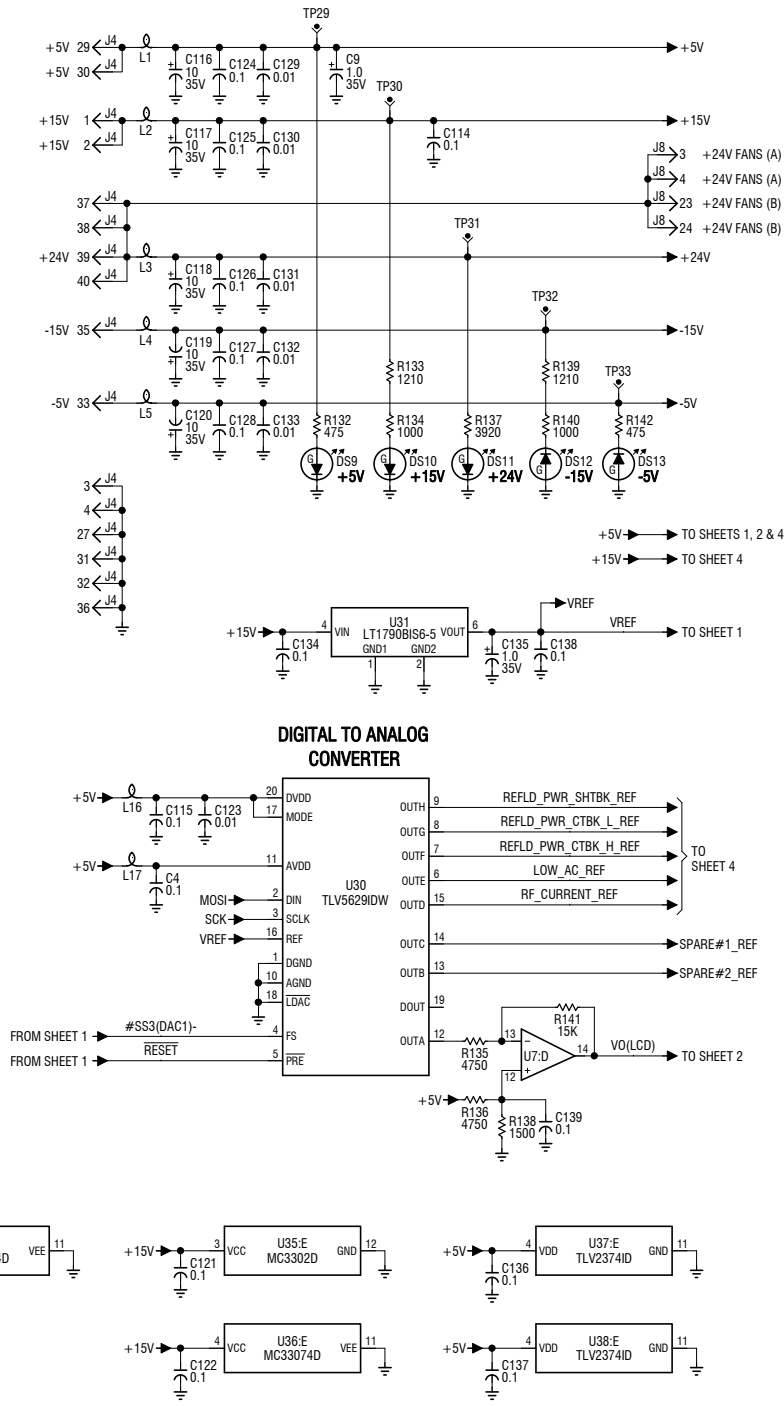 TP29
+5V 29 J4
L1
+5V 30 J4
C116
10
35V
C124
0.1
C129
0.01
C9
1.0
35V
+5V
TP30
+15V 1 J4
L2
+15V 2 J4
C117
10
35V
C125
0.1
C130
0.01
C114
0.1
+15V
J8 3 +24V FANS (A)
J8 4 +24V FANS (A)
J8 23 +24V FANS (B)
J8 24 +24V FANS (B)
37 J4
38 J4
+24V 39 J4
L3
40 J4
C118
10
35V
C126
0.1
C131
0.01
TP31
+24V
TP32
-15V 35 J4
L4
C119
10
35V
C127
0.1
C132
0.01
-15V
R133
1210
R139
1210
TP33
-5V 33 J4
L5
C120
10
35V
C128
0.1
C133
0.01
-5V
R132
475
R134
1000
R137
3920
R140
1000
R142
475
G DS9
+5V
G DS10
+15V
G DS11
+24V
G DS12
-15V
G DS13
-5V
3 J4
4 J4
27 J4
31 J4
32 J4
36 J4
+5V TO SHEETS 1, 2 & 4
+15V TO SHEET 4
+15V
C134
0.1
4 VIN
U31
LT1790BIS6-5
VOUT 6
GND1 GND2
1 2
C135
1.0
35V
C138
0.1
VREF
VREF
TO SHEET 1
DIGITAL TO ANALOG
CONVERTER
+5V
L16
C115
0.1
C123
0.01
20 DVDD
17 MODE
+5V
L17
C4
0.1
11 AVDD
MOSI 2 DIN
SCK 3 SCLK
VREF 16 REF
1 DGND
10 AGND
18 LDAC
FROM SHEET 1 #SS3(DAC1)- 4 FS
FROM SHEET 1 RESET 5 PRE
U30
TLV5629IDW
OUTH 9 REFLD_PWR_SHTBK_REF
OUTG 8 REFLD_PWR_CTBK_L_REF
OUTF 7 REFLD_PWR_CTBK_H_REF
OUTE 6 LOW_AC_REF
OUTD 15 RF_CURRENT_REF
TO
SHEET 4
OUTC 14 SPARE#1_REF
OUTB 13 SPARE#2_REF
DOUT 19
OUTA 12
R135
4750
R141
15K
13
12
U7:D
14
VO(LCD)
TO SHEET 2
+5V
R136
4750
R138
1500
C139
0.1
D
VEE 11
+15V
C121
0.1
3 VCC
U35:E
MC3302D
GND 12
+5V
C136
0.1
4 VDD
U37:E
TLV2374ID
GND 11
+15V
C122
0.1
4 VCC
U36:E
MC33074D
VEE 11
+5V
C137
0.1
4 VDD
U38:E
TLV2374ID
GND 11